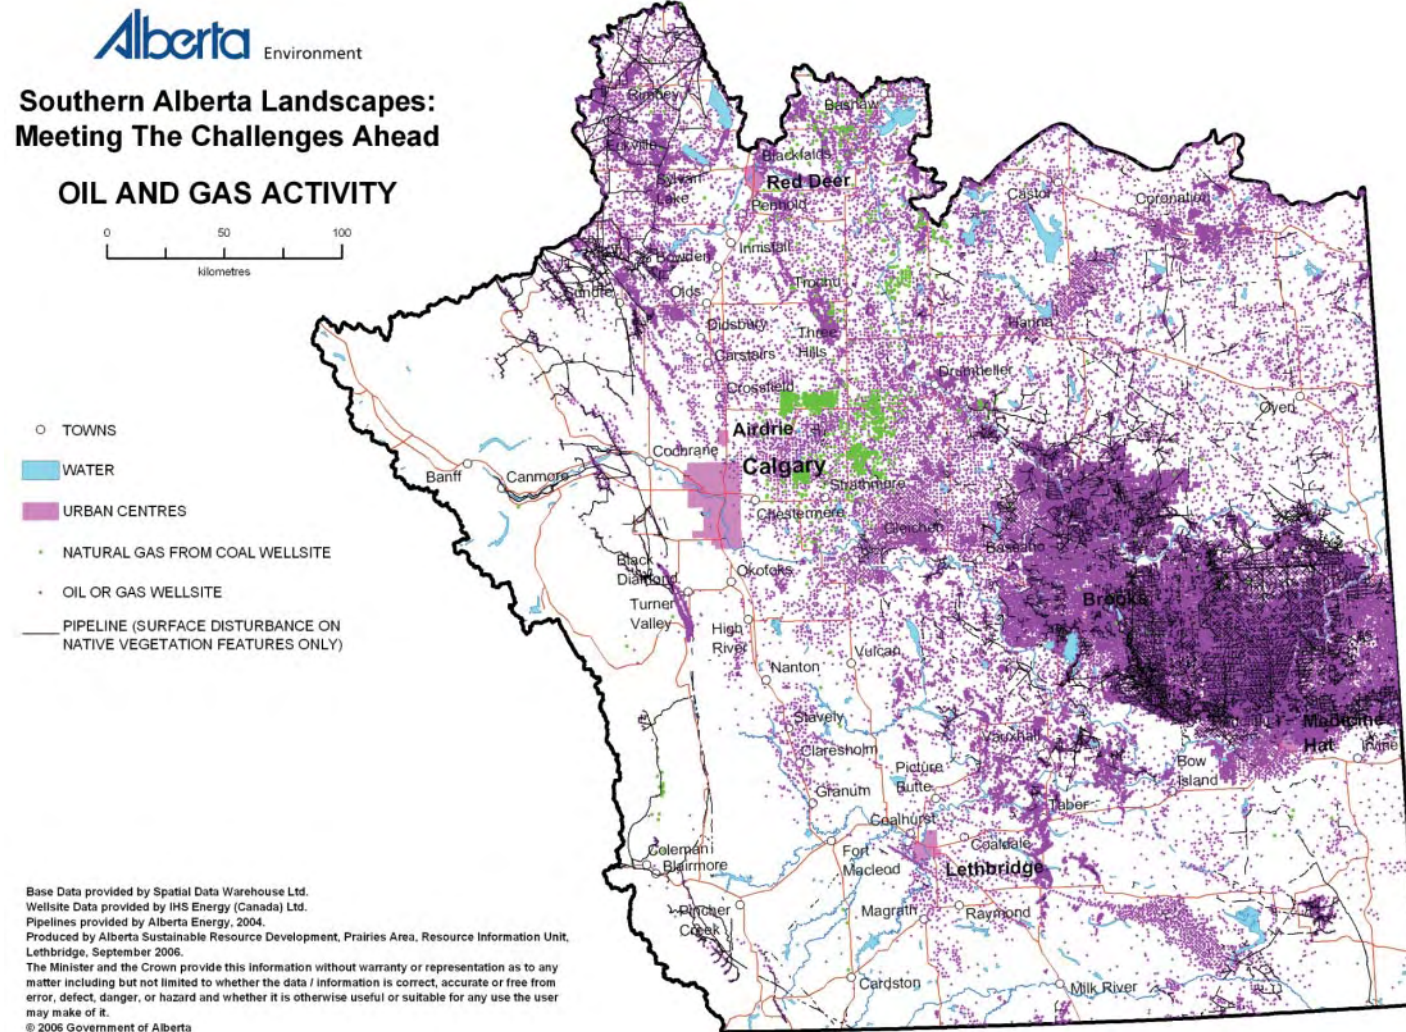 Alberta Environment
Southern Alberta Landscapes:
Meeting The Challenges Ahead
OIL AND GAS ACTIVITY
0 50 100
kilometres
TOWNS
WATER
URBAN CENTRES
NATURAL GAS FROM COAL WELLSITE
OIL OR GAS WELLSITE
PIPELINE (SURFACE DISTURBANCE ON
NATIVE VEGETATION FEATURES ONLY)
Rimbey
Bashaw
Eckville
Blackfalds
Sylvan
Lake
Red Deer
Penhold
Castor
Coronation
Innisfail
Bowden
Sundre
Olds
Trochu
Didsbury
Three
Hills
Hanna
Carstairs
Crossfield
Drumheller
Oyen
Airdrie
Cochrane
Calgary
Banff
Canmore
Strathmore
Chestermere
Gleichen
Bassano
Black
Diamond
Okotoks
Turner
Valley
Brooks
High
River
Vulcan
Nanton
Stavely
Vauxhall
Medicine
Hat
Irvine
Claresholm
Picture
Butte
Bow
Island
Granum
Taber
Coalhurst
Coaldale
Coleman
Blairmore
Fort
Macleod
Lethbridge
Pincher
Creek
Magrath
Raymond
Cardston
Milk River
Base Data provided by Spatial Data Warehouse Ltd.
Wellsite Data provided by IHS Energy (Canada) Ltd.
Pipelines provided by Alberta Energy, 2004.
Produced by Alberta Sustainable Resource Development, Prairies Area, Resource Information Unit,
Lethbridge, September 2006.
The Minister and the Crown provide this information without warranty or representation as to any
matter including but not limited to whether the data / information is correct, accurate or free from
error, defect, danger, or hazard and whether it is otherwise useful or suitable for any use the user
may make of it.
© 2006 Government of Alberta